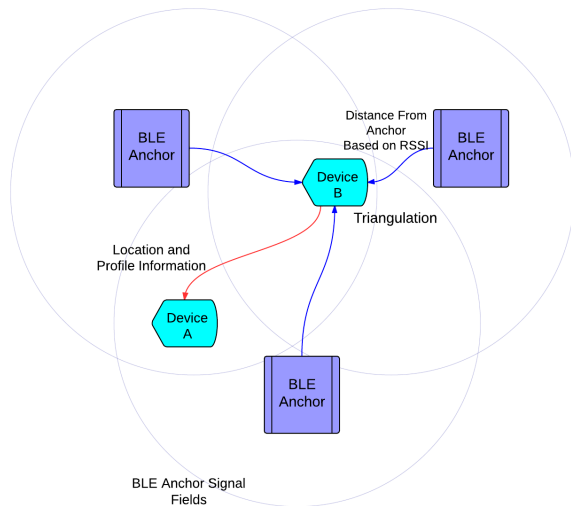 BLE
Anchor
Distance From
Anchor
Based on RSSI
BLE
Anchor
Device
B
Triangulation
Location and
Profile Information
Device
A
BLE
Anchor
BLE Anchor Signal
Fields